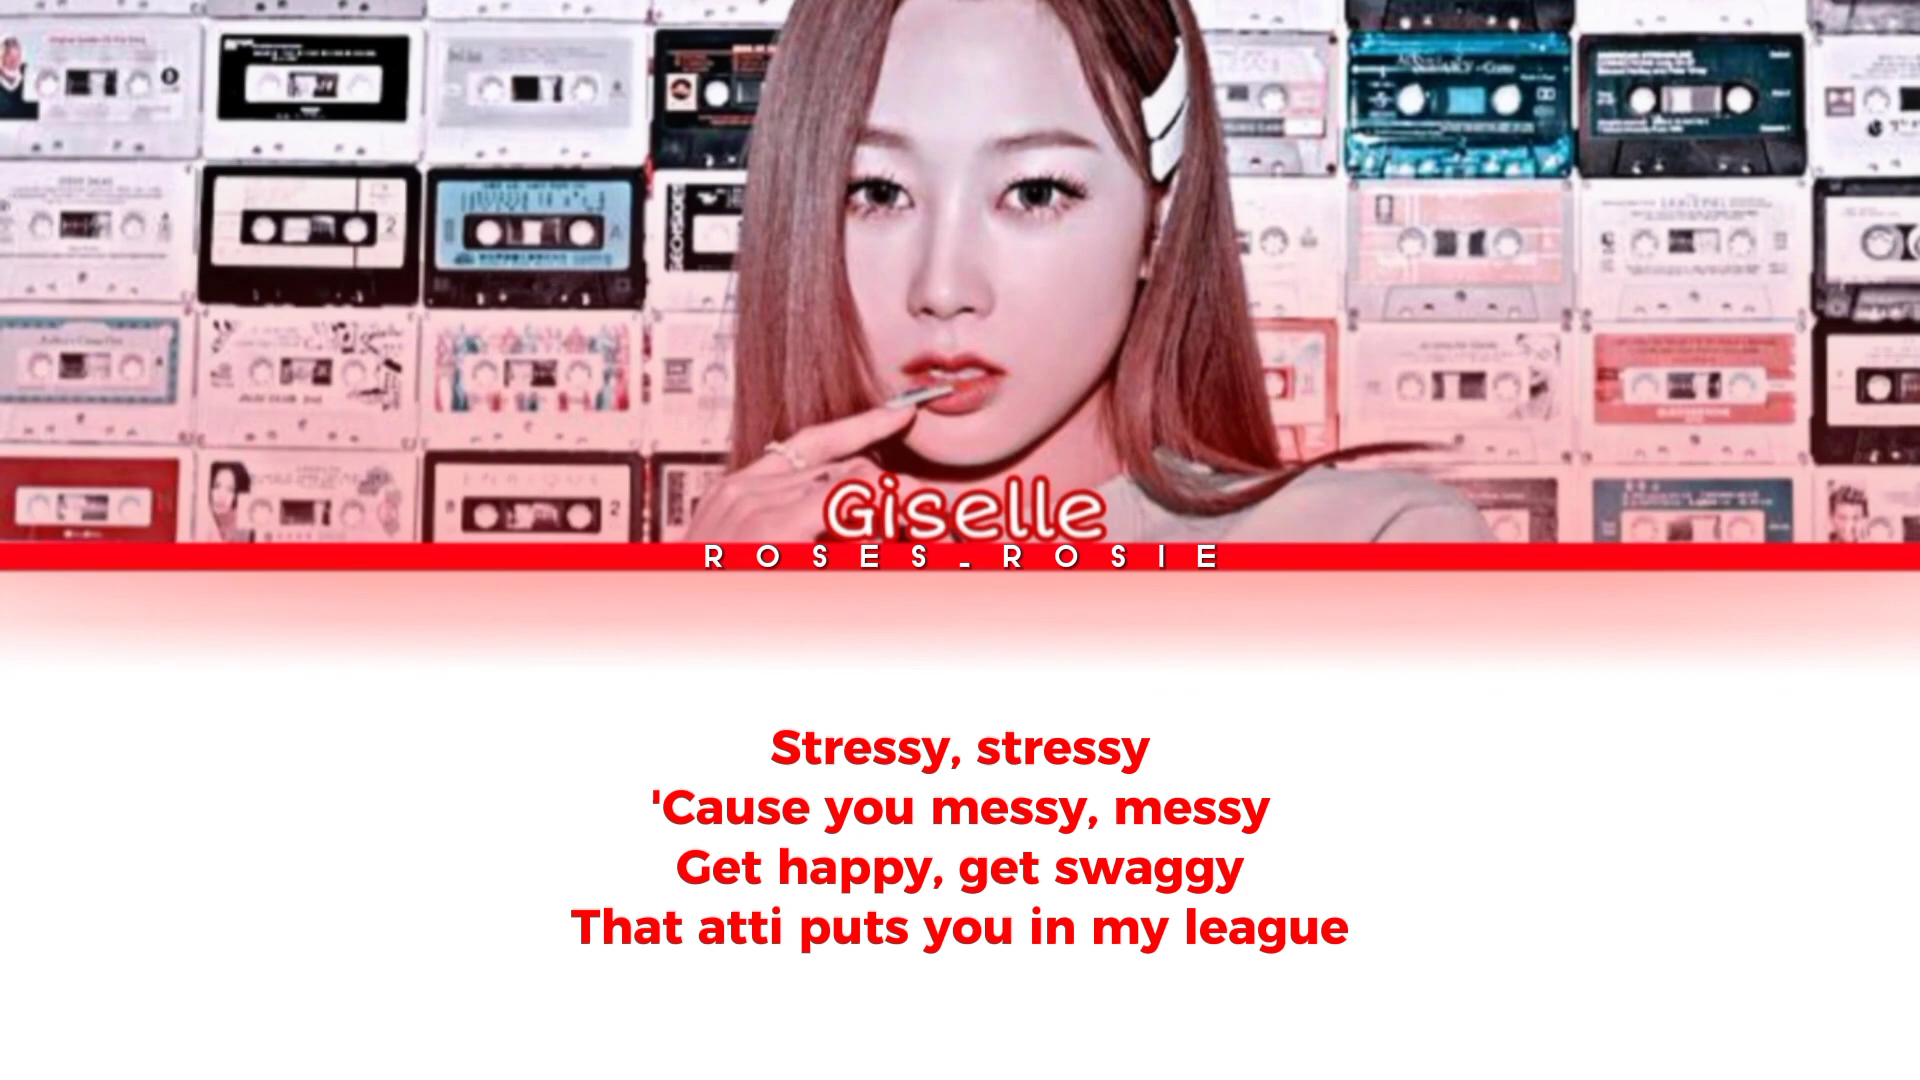 Giselle
ROSES_ROSIE
Stressy, stressy
'Cause you messy, messy
Get happy, get swaggy
That atti puts you in my league